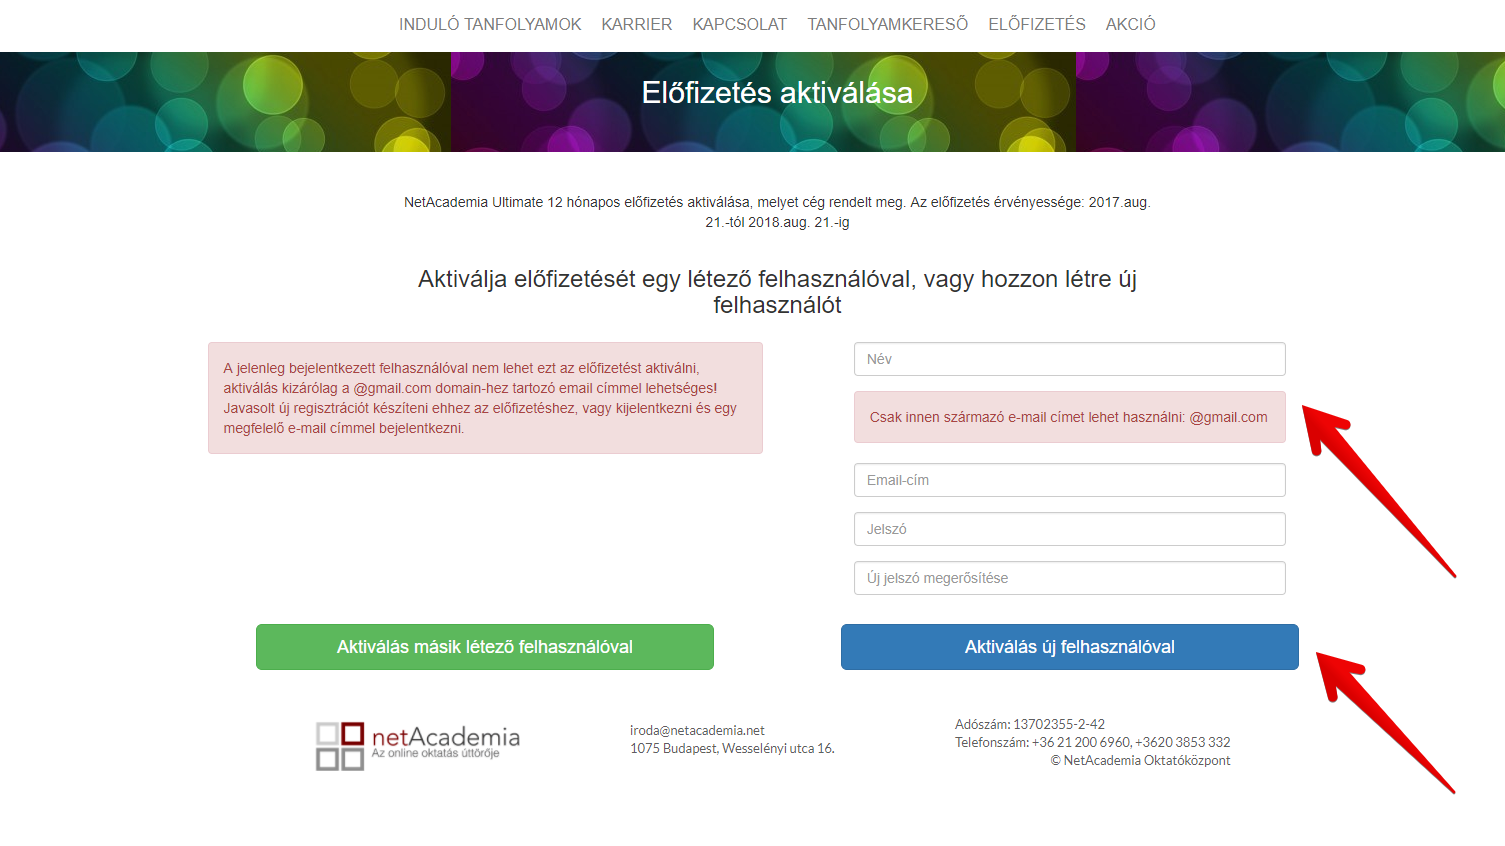 INDULÓ TANFOLYAMOK KARRIER KAPCSOLAT TANFOLYAMKERESŐ ELŐFIZETÉS AKCIÓ
Előfizetés aktiválása
NetAcademia Ultimate 12 hónapos előfizetés aktiválása, melyet cég rendelt meg. Az előfizetés érvényessége: 2017.aug.
21.-tól 2018.aug. 21.-ig
Aktiválja előfizetését egy létező felhasználóval, vagy hozzon létre új
felhasználót
A jelenleg bejelentkezett felhasználóval nem lehet ezt az előfizetést aktiválni,
aktiválás kizárólag a @gmail.com domain-hez tartozó email címmel lehetséges!
Javasolt új regisztrációt készíteni ehhez az előfizetéshez, vagy kijelentkezni és egy
megfelelő e-mail címmel bejelentkezni.
Név
Csak innen származó e-mail címet lehet használni: @gmail.com
Email-cím
Jelszó
Új jelszó megerősítése
Aktiválás másik létező felhasználóval
Aktiválás új felhasználóval
netAcademia
Az online oktatás úttörője
iroda@netacademia.net
1075 Budapest, Wesselényi utca 16.
Adószám: 13702355-2-42
Telefonszám: +36 21 200 6960, +3620 3853 332
© NetAcademia Oktatóközpont